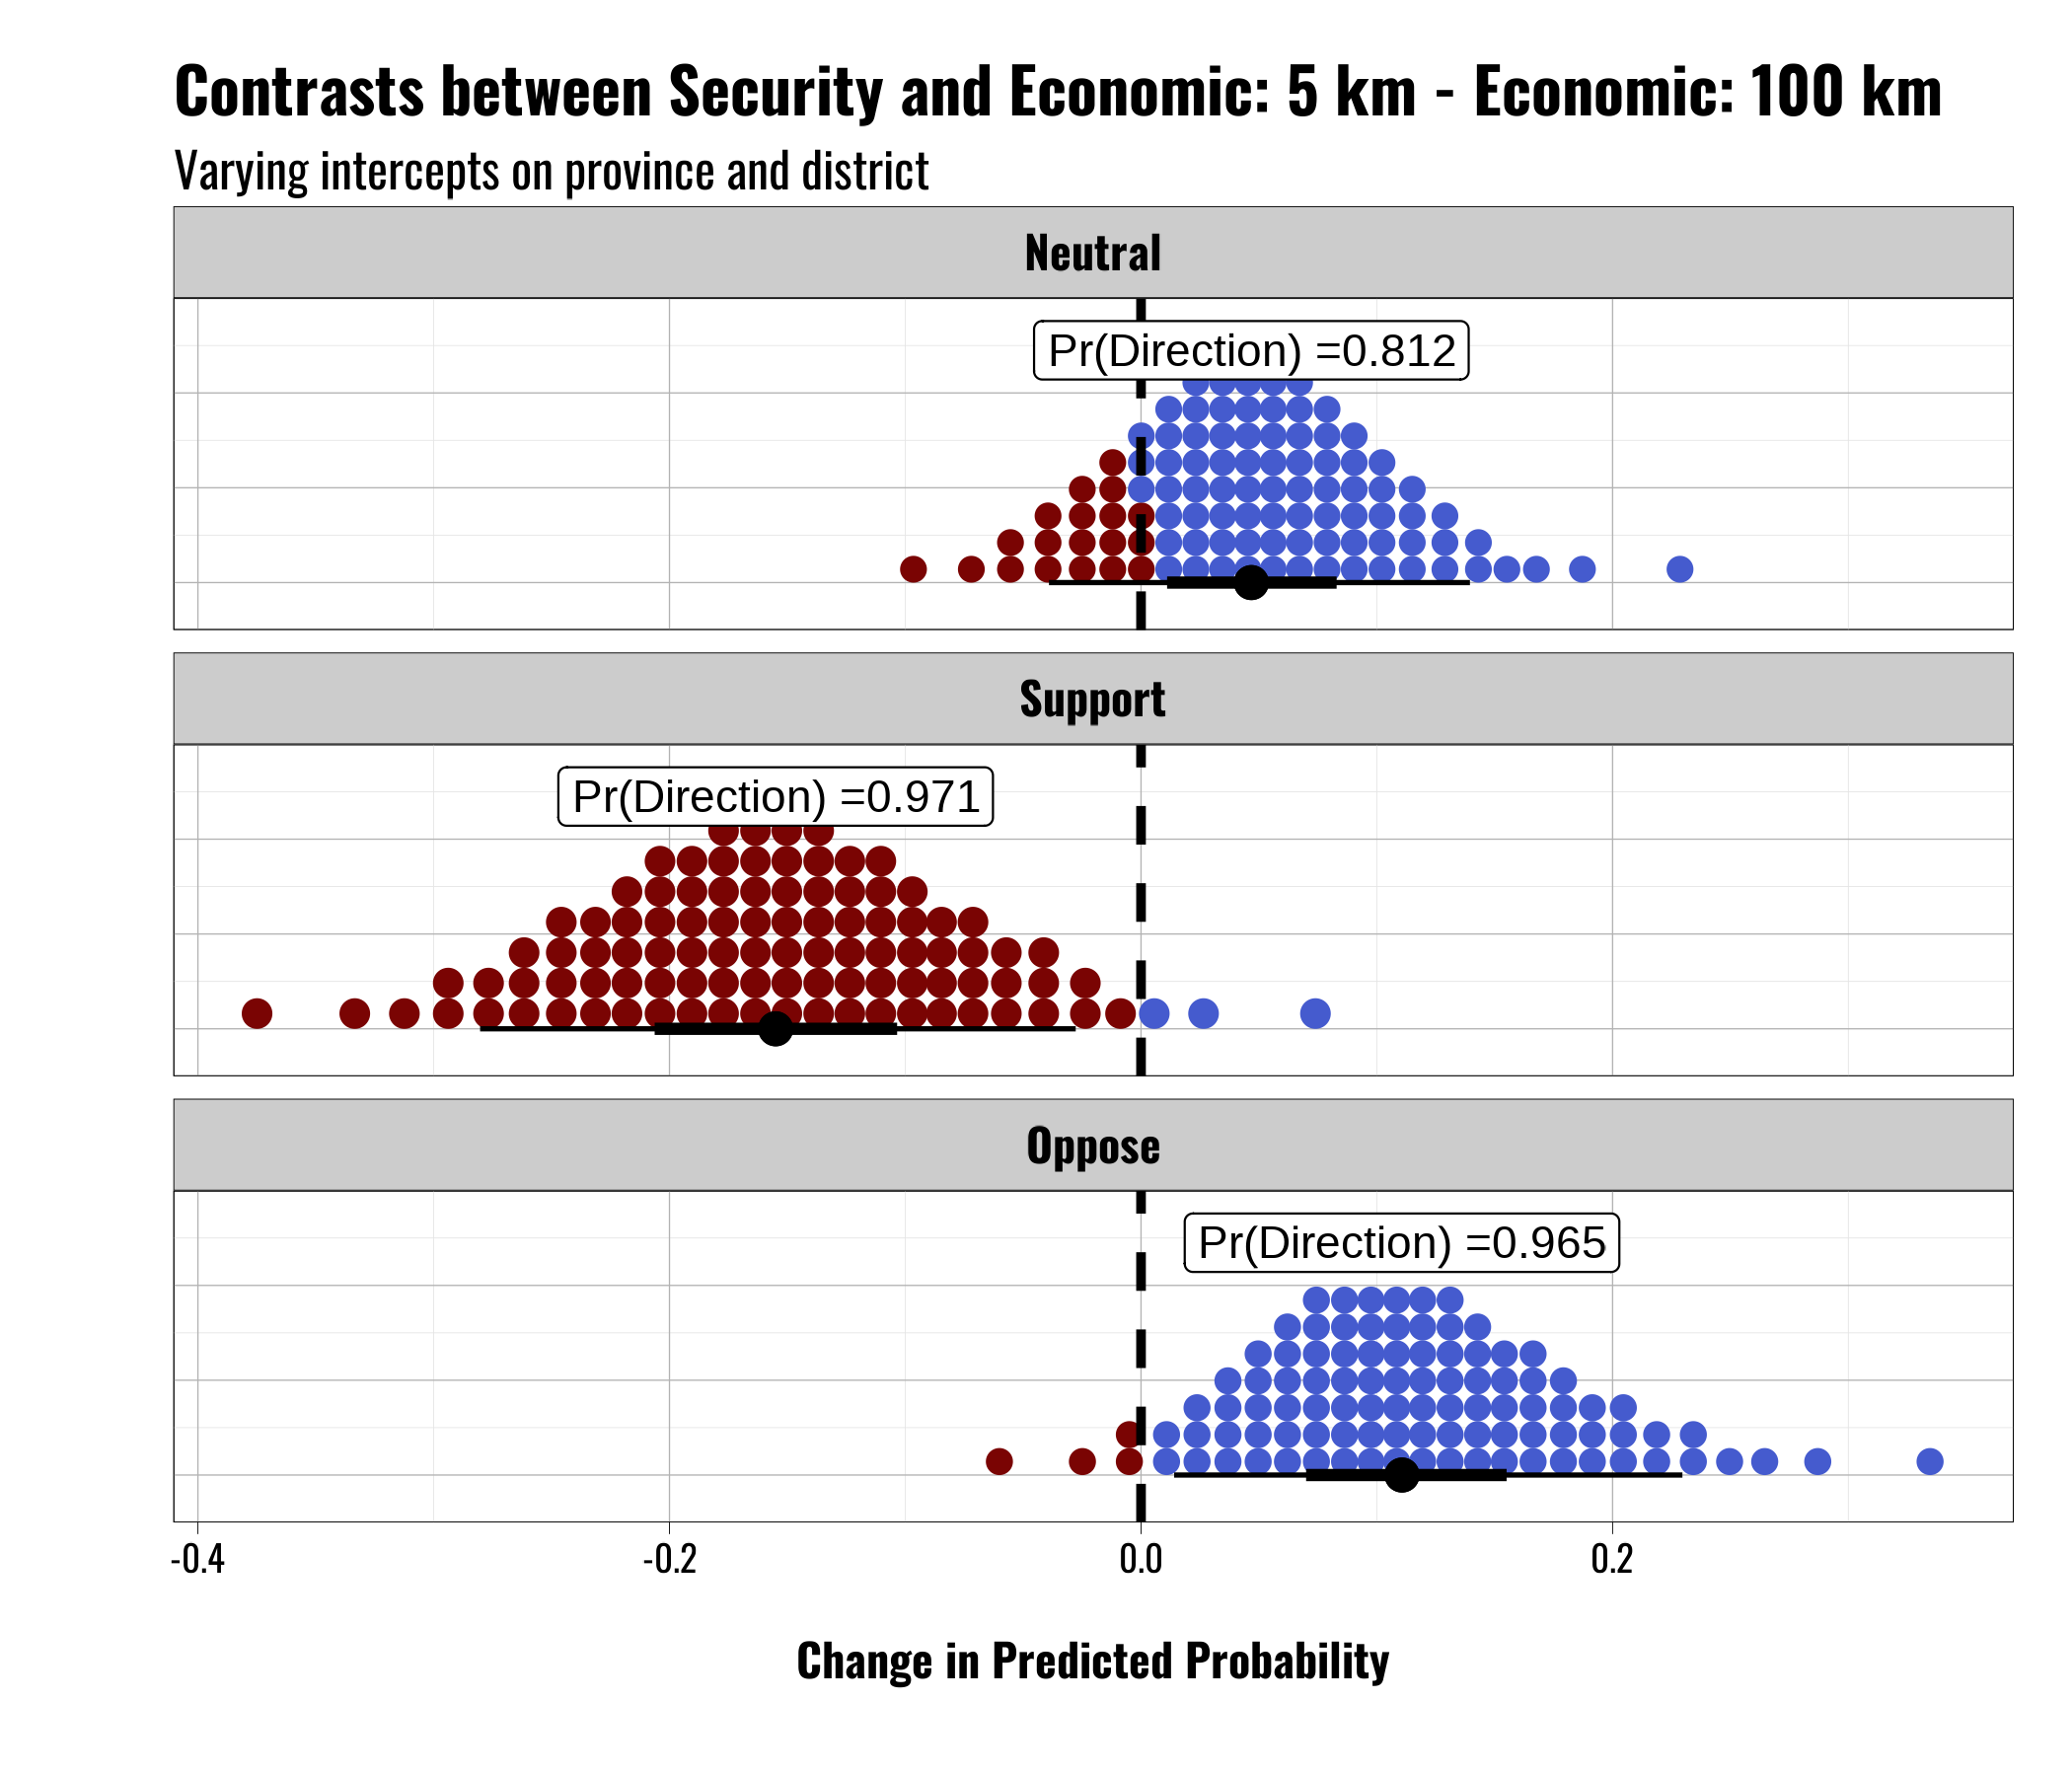 Contrasts between Security and Economic: 5 km - Economic: 100 km
Varying intercepts on province and district
Neutral
Pr(Direction) =0.812
Support
Pr(Direction) =0.971
Oppose
Pr(Direction) =0.965
-0.4 -0.2 0.0 0.2
Change in Predicted Probability